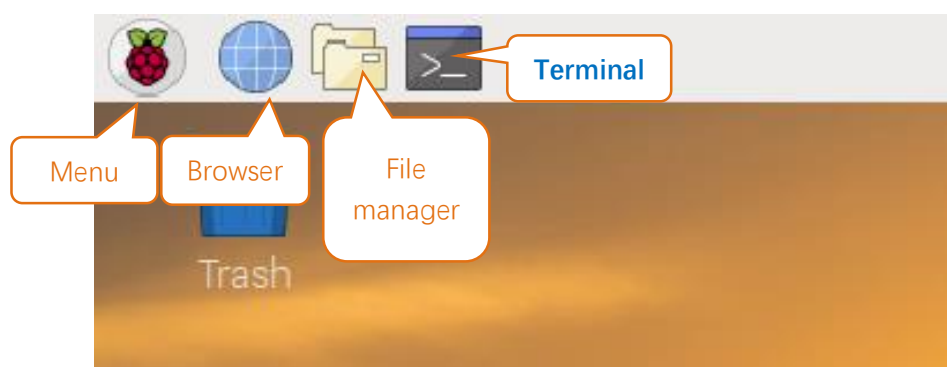 >_
Terminal
Menu
Browser
File
manager
Trash